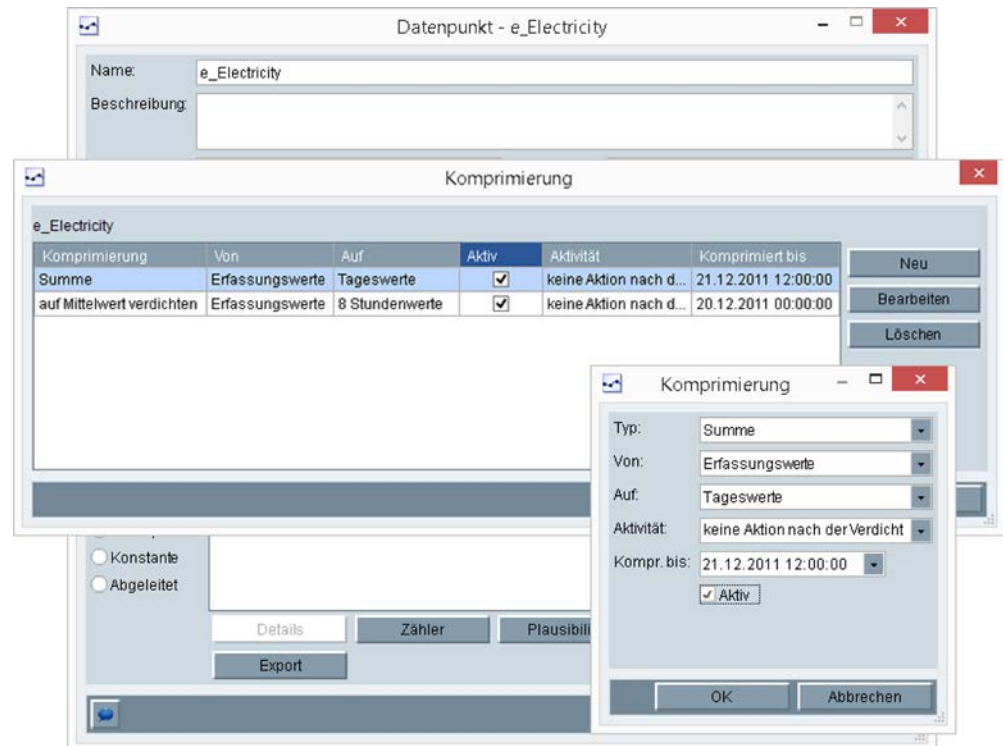 Datenpunkt - e_Electricity
Name: e_Electricity
Beschreibung:
Komprimierung
e_Electricity
Komprimierung Von Auf Aktiv Aktivität Komprimiert bis
Summe Erfassungswerte Tageswerte keine Aktion nach d... 21.12.2011 12:00:00
auf Mittelwert verdichten Erfassungswerte 8 Stundenwerte keine Aktion nach d... 20.12.2011 00:00:00
Neu
Bearbeiten
Löschen
Komprimierung
Typ: Summe
Von: Erfassungswerte
Auf: Tageswerte
Aktivität: keine Aktion nach der Verdicht
Kompr. bis: 21.12.2011 12:00:00
Aktiv
OK Abbrechen
Konstante
Abgeleitet
Details Zähler Plausibili
Export